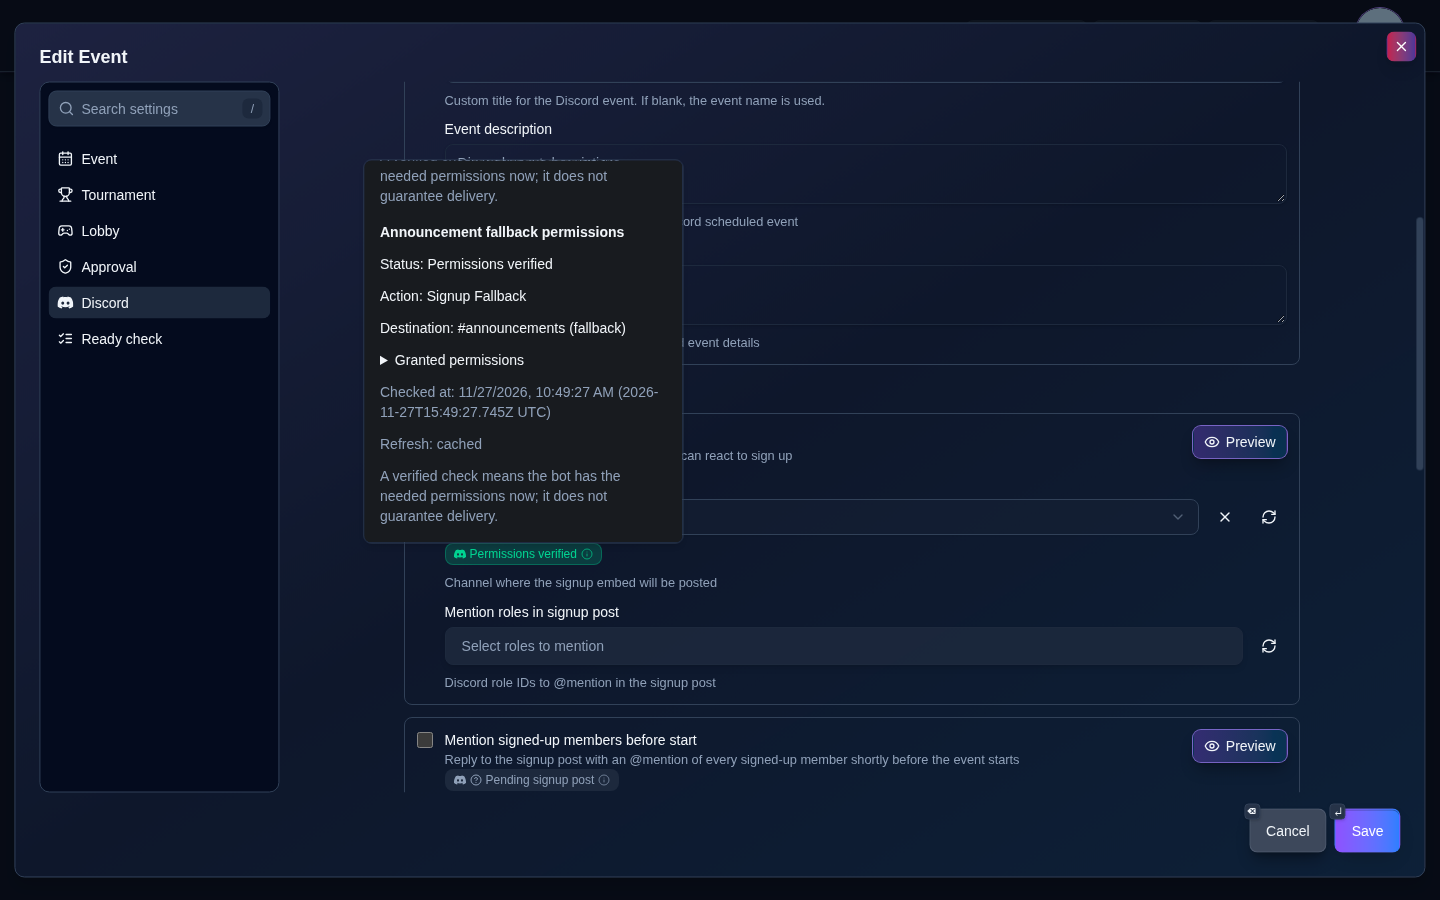 Edit Event
Search settings
/
Event
Tournament
Lobby
Approval
Discord
Ready check
Custom title for the Discord event. If blank, the event name is used.
Event description
needed permissions now; it does not
guarantee delivery.
Announcement fallback permissions
Status: Permissions verified
Action: Signup Fallback
Destination: #announcements (fallback)
Granted permissions
Checked at: 11/27/2026, 10:49:27 AM (2026-
11-27T15:49:27.745Z UTC)
Refresh: cached
A verified check means the bot has the
needed permissions now; it does not
guarantee delivery.
scheduled event
event details
Preview
can react to sign up
Permissions verified
Channel where the signup embed will be posted
Mention roles in signup post
Select roles to mention
Discord role IDs to @mention in the signup post
Mention signed-up members before start
Preview
Reply to the signup post with an @mention of every signed-up member shortly before the event starts
Pending signup post
Cancel
Save